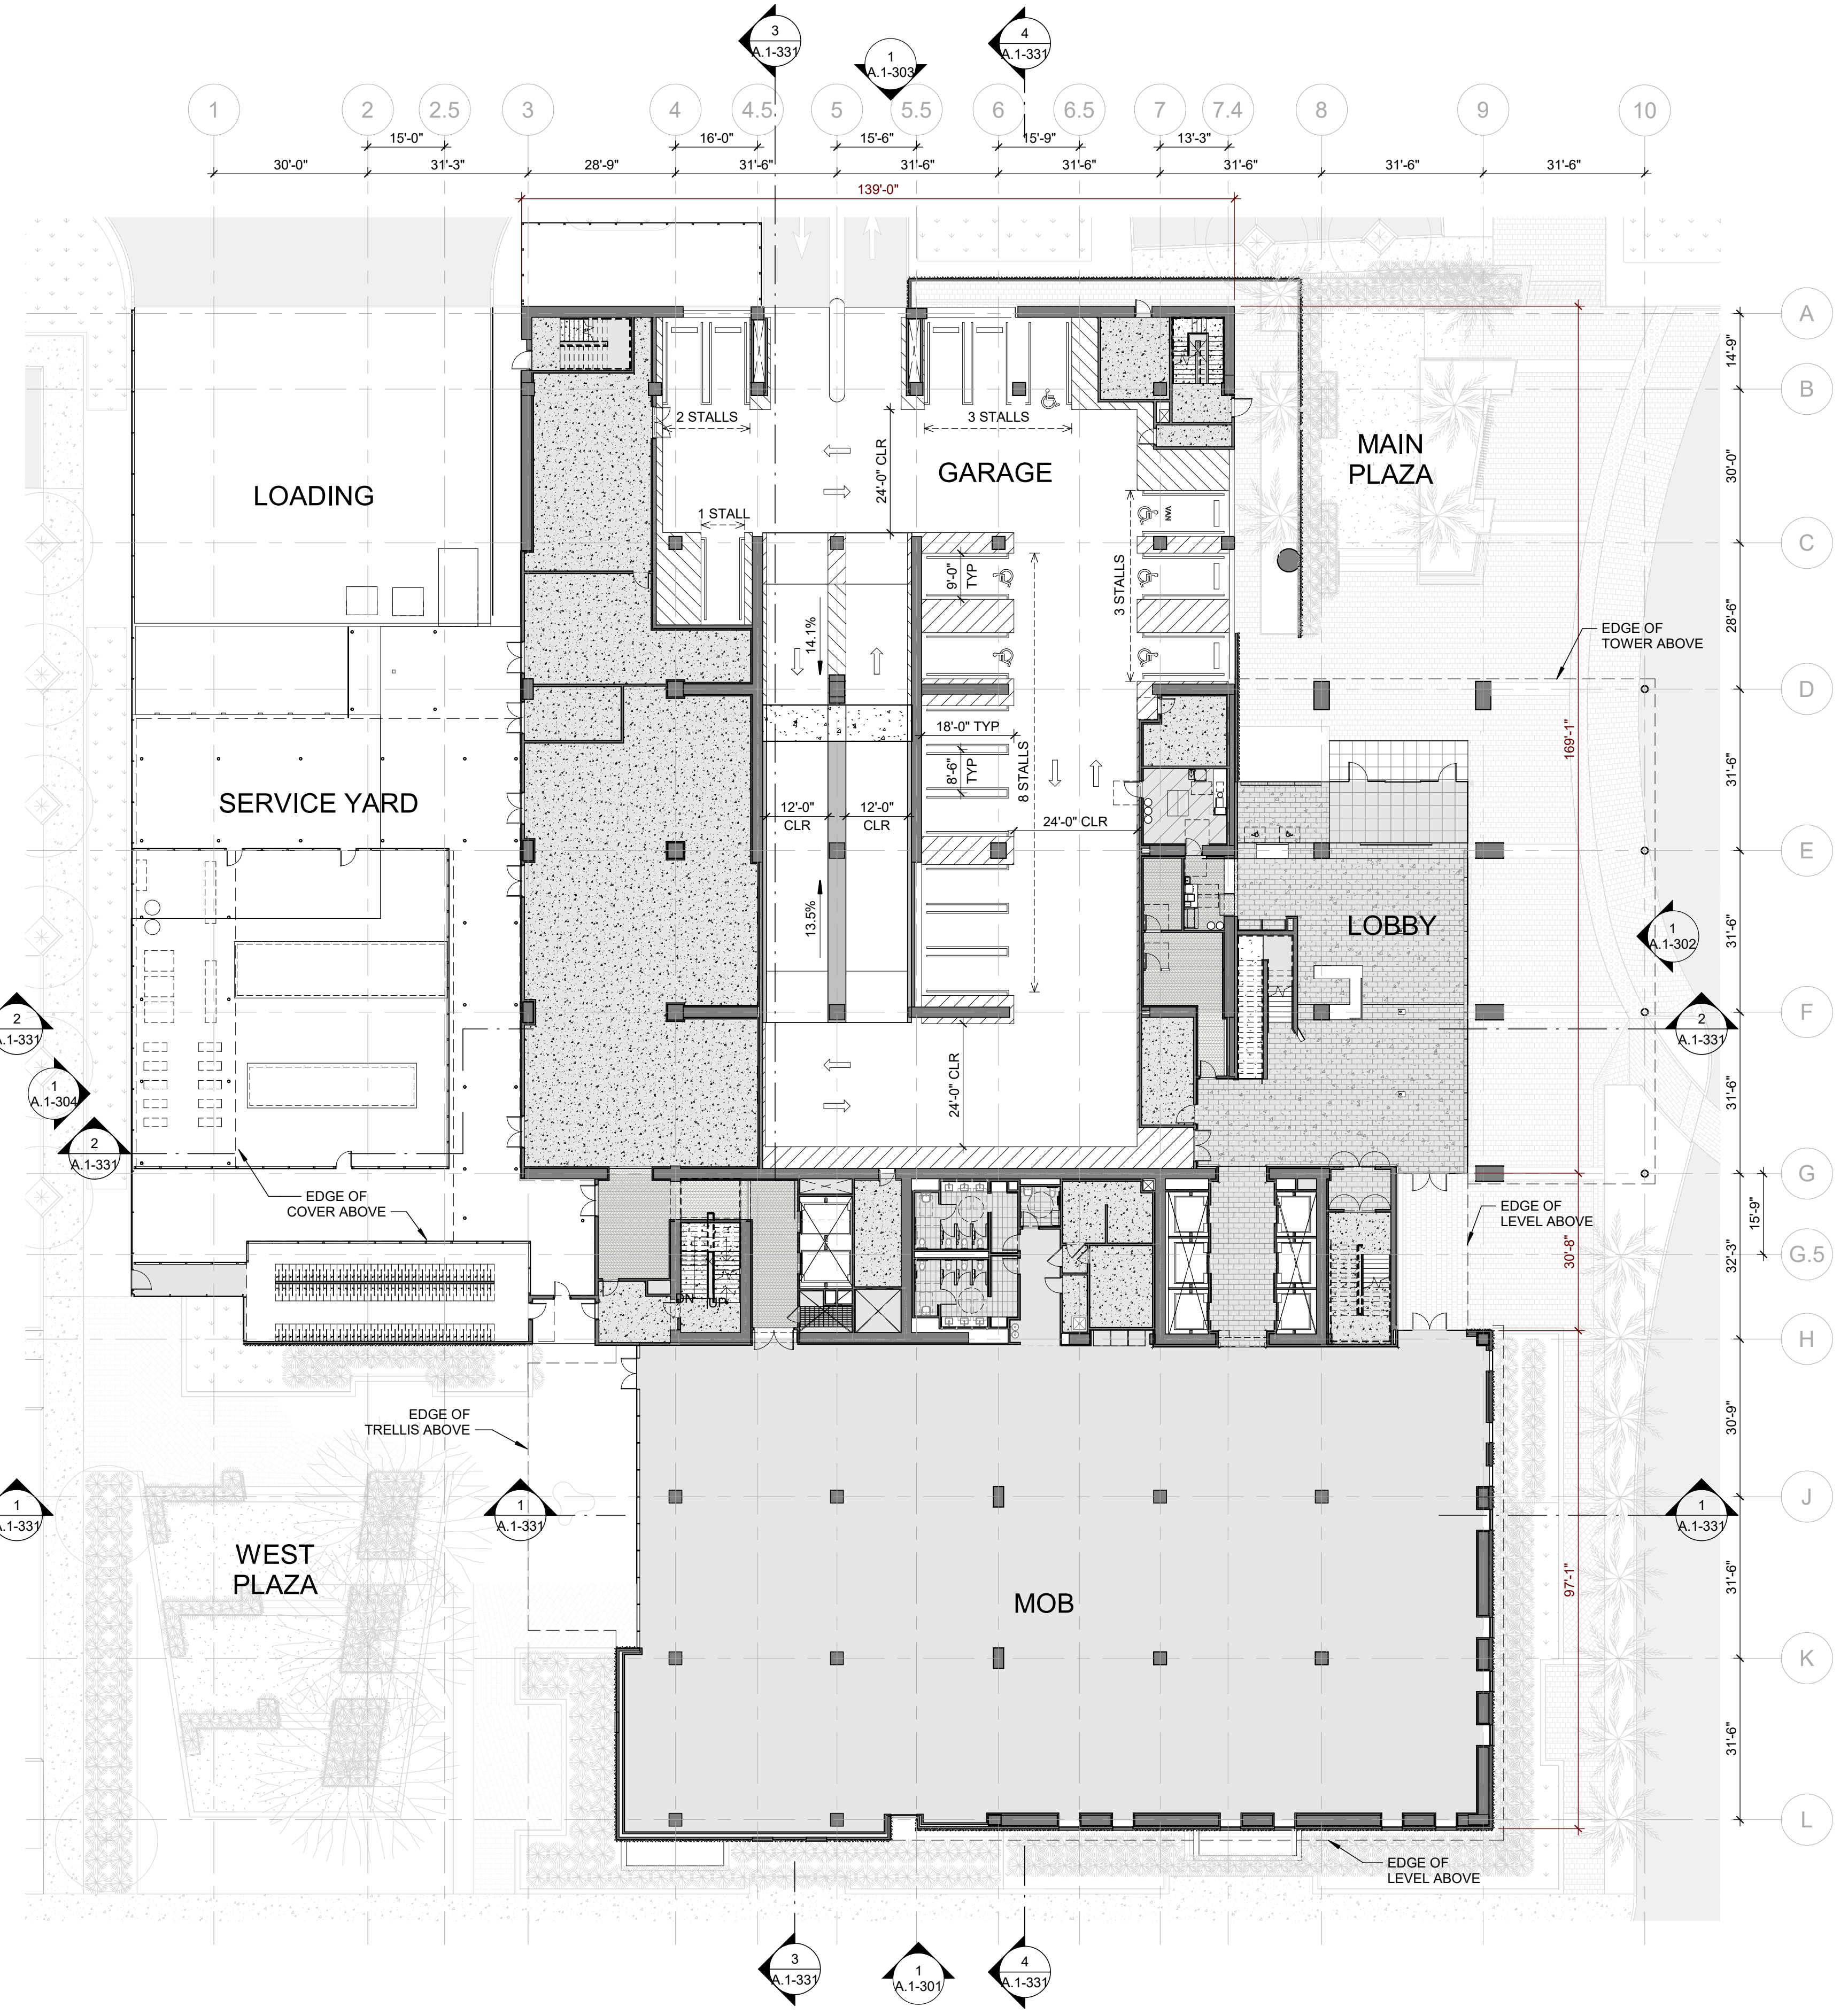 3
A.1-331
1
A.1-303
4
A.1-331
1
2
2.5
3
4
4.5
5
5.5
6
6.5
7
7.4
8
9
10
15'-0"
16'-0"
15'-6"
15'-9"
13'-3"
30'-0"
31'-3"
28'-9"
31'-6"
31'-6"
31'-6"
31'-6"
31'-6"
31'-6"
139'-0"
A
14'-9"
B
2 STALLS
3 STALLS
24'-0" CLR
GARAGE
MAIN
PLAZA
30'-0"
LOADING
1 STALL
VAN
C
9'-0"
TYP
3 STALLS
28'-6"
14.1%
EDGE OF
TOWER ABOVE
D
18'-0" TYP
8'-6"
TYP
8 STALLS
169'-1"
31'-6"
SERVICE YARD
12'-0"
CLR
12'-0"
CLR
24'-0" CLR
E
13.5%
LOBBY
31'-6"
1
A.1-302
F
2
A.1-331
2
A.1-331
24'-0" CLR
31'-6"
1
A.1-304
2
A.1-331
G
EDGE OF
COVER ABOVE
EDGE OF
LEVEL ABOVE
15'-9"
30'-8"
32'-3"
G.5
DN
UP
H
EDGE OF
TRELLIS ABOVE
30'-9"
J
1
A.1-331
1
A.1-331
1
A.1-331
WEST
PLAZA
MOB
97'-1"
31'-6"
K
31'-6"
L
EDGE OF
LEVEL ABOVE
3
A.1-331
1
A.1-301
4
A.1-331